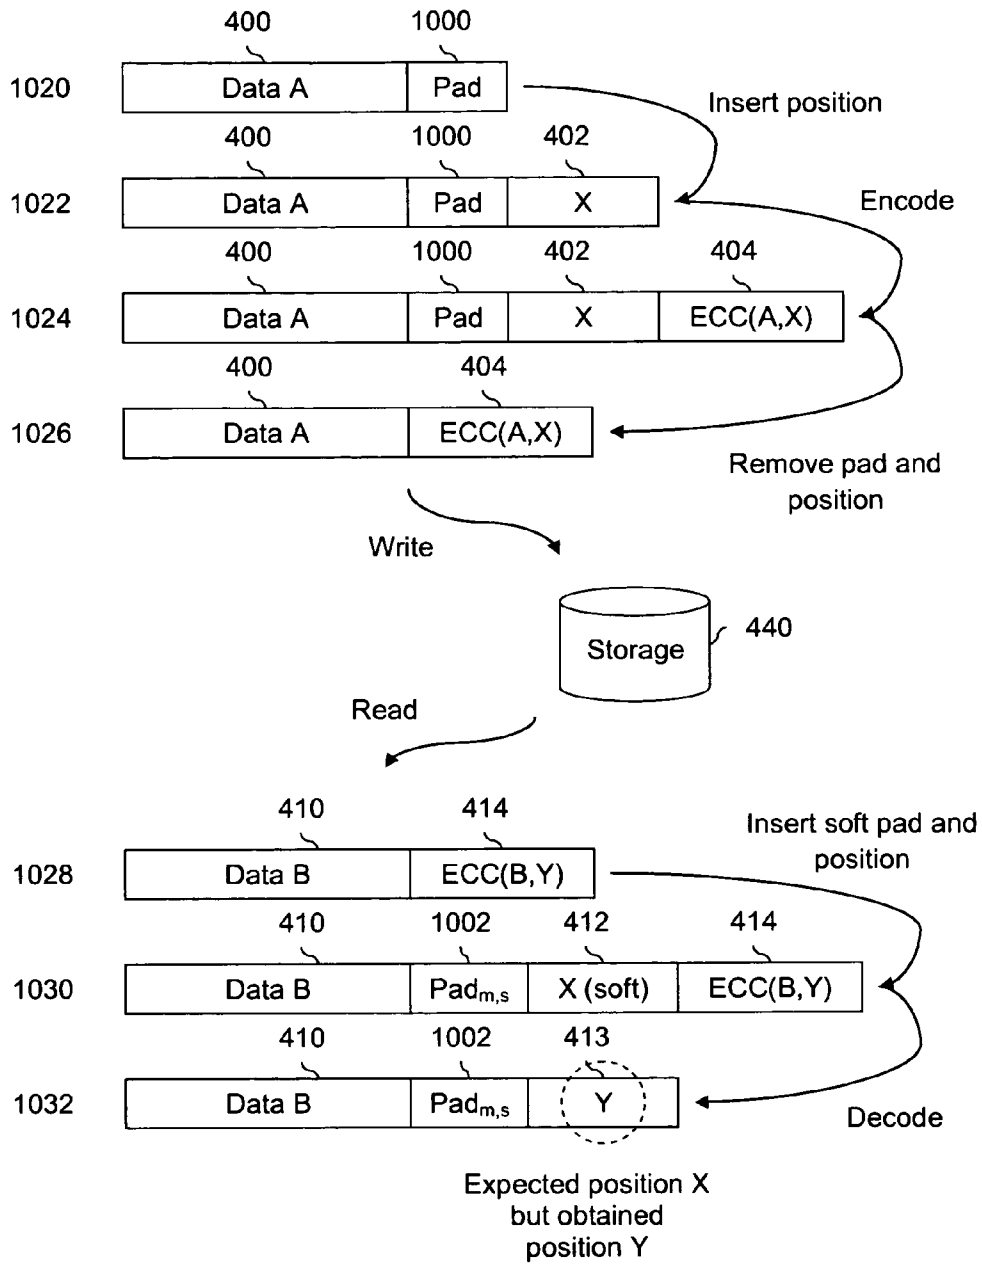 400 1000
1020 Data A Pad
Insert position
400 1000 402
1022 Data A Pad X
Encode
400 1000 402 404
1024 Data A Pad X ECC(A,X)
400 404
1026 Data A ECC(A,X)
Remove pad and
position
Write
Storage 440
Read
410 414
Insert soft pad and
position
1028 Data B ECC(B,Y)
410 1002 412 414
1030 Data B Padm,s X (soft) ECC(B,Y)
410 1002 413
1032 Data B Padm,s Y
Decode
Expected position X
but obtained
position Y